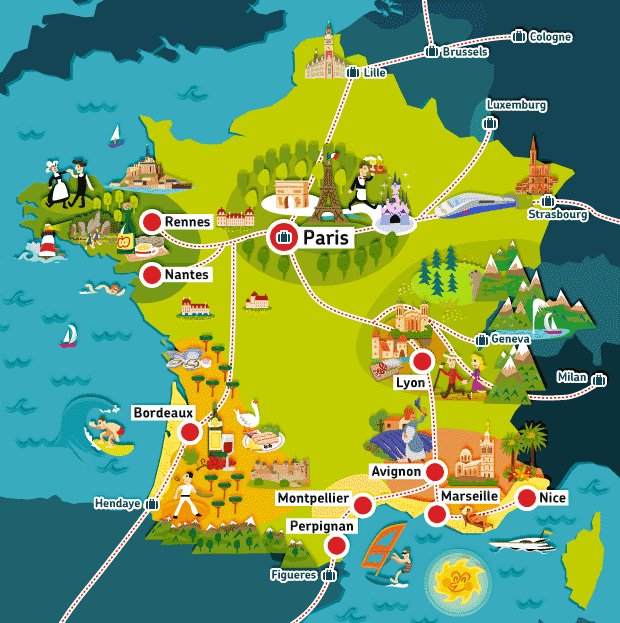 Cologne
Brussels
Lille
Luxemburg
Strasbourg
Rennes
Paris
Nantes
Geneva
Milan
Lyon
Bordeaux
Avignon
Marseille
Nice
Montpellier
Hendaye
Perpignan
Figueres